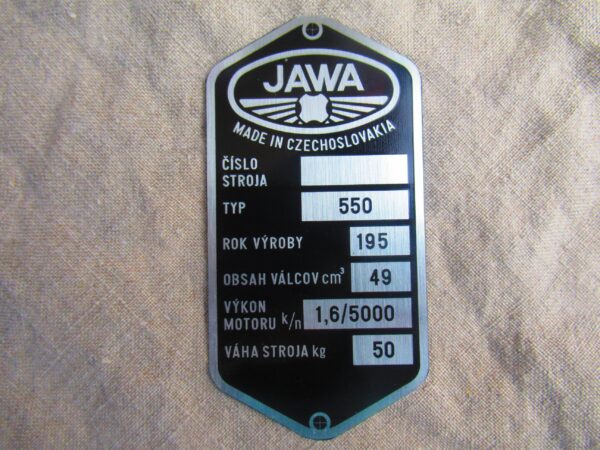 JAWA
MADE IN CZECHOSLOVAKIA
ČÍSLO
STROJA
TYP 550
ROK VÝROBY 195
OBSAH VÁLCOV cm³ 49
VÝKON
MOTORU k/n 1,6/5000
VÁHA STROJA kg 50